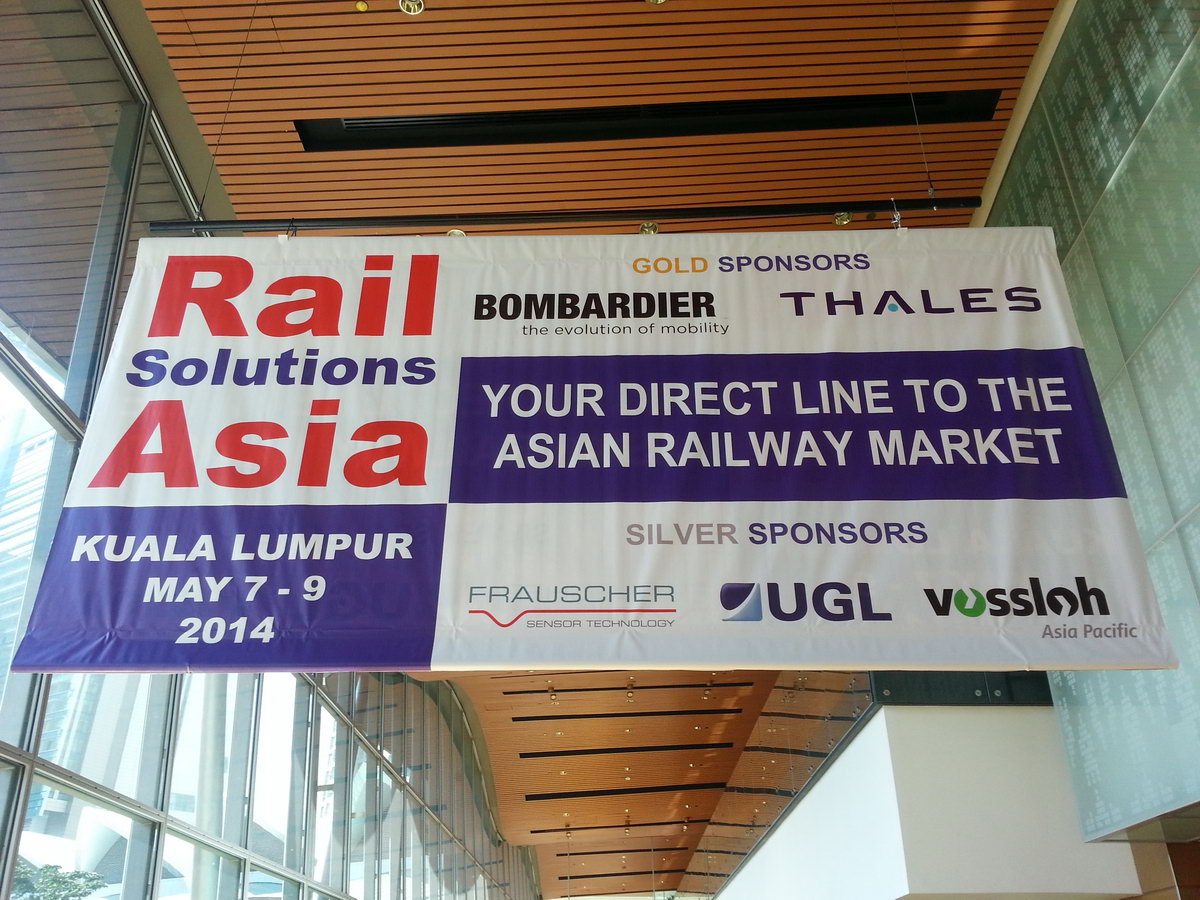 Rail
Solutions
Asia
KUALA LUMPUR
MAY 7 - 9
2014
GOLD SPONSORS
BOMBARDIER
the evolution of mobility
THALES
YOUR DIRECT LINE TO THE
ASIAN RAILWAY MARKET
SILVER SPONSORS
FRAUSCHER
SENSOR TECHNOLOGY
UGL
vossloh
Asia Pacific